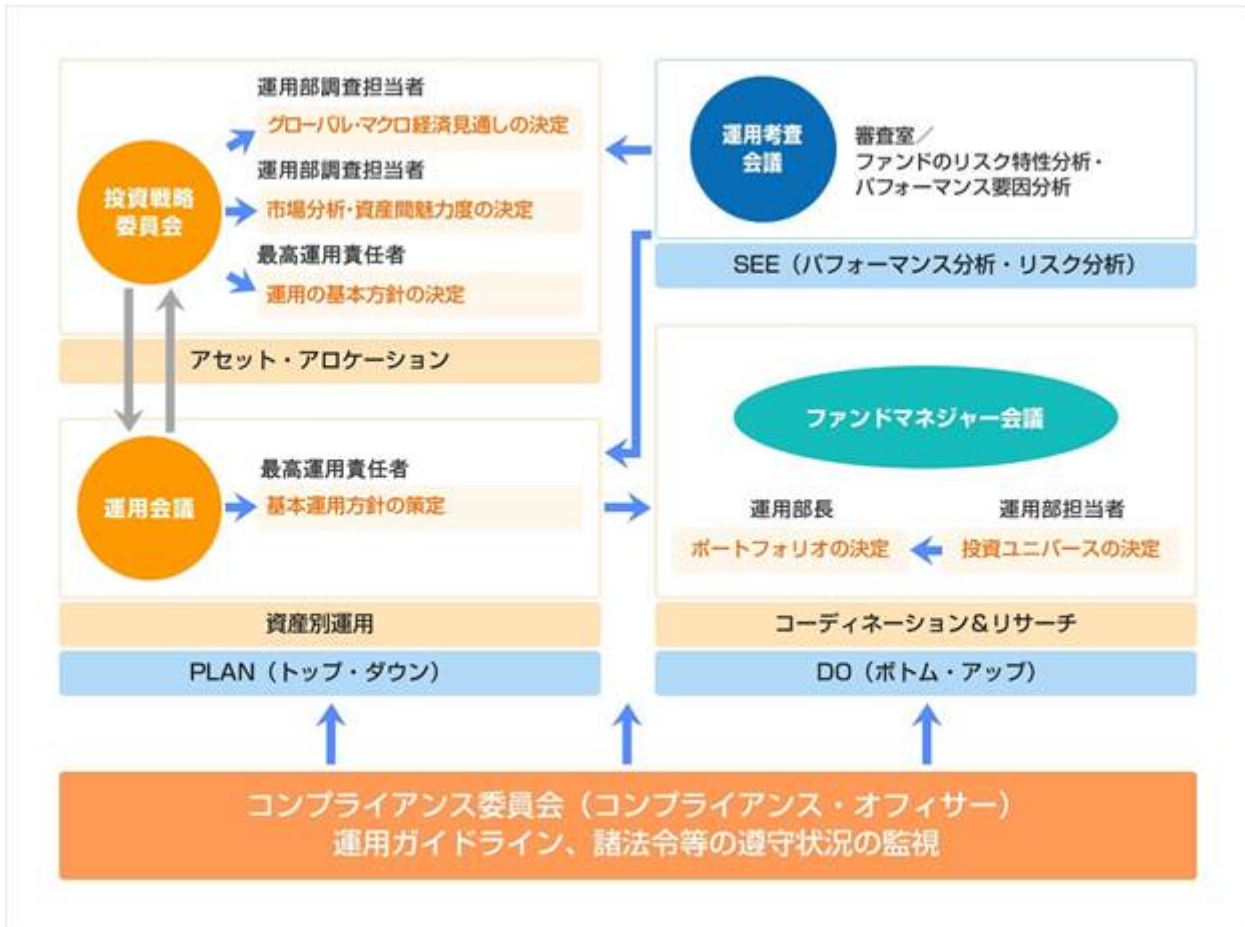 運用部調査担当者
グローバル・マクロ経済見通しの決定
投資戦略
委員会
運用部調査担当者
市場分析・資産間魅力度の決定
最高運用責任者
運用の基本方針の決定
アセット・アロケーション
運用考査
会議
審査室／
ファンドのリスク特性分析・
パフォーマンス要因分析
SEE（パフォーマンス分析・リスク分析）
運用会議
最高運用責任者
基本運用方針の策定
資産別運用
PLAN（トップ・ダウン）
ファンドマネジャー会議
運用部長
ポートフォリオの決定
運用部担当者
投資ユニバースの決定
コーディネーション＆リサーチ
DO（ボトム・アップ）
コンプライアンス委員会（コンプライアンス・オフィサー）
運用ガイドライン、諸法令等の遵守状況の監視